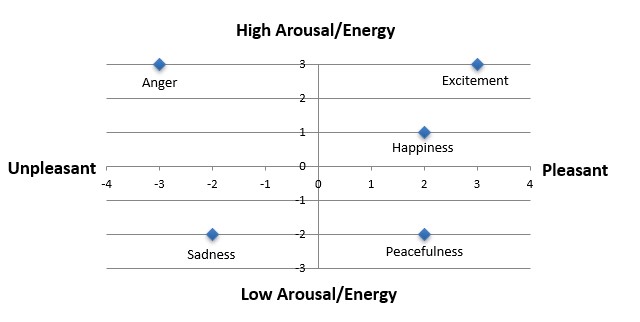 High Arousal/Energy
3
Anger
Excitement
2
1
Happiness
Unpleasant
0
Pleasant
-4 -3 -2 -1 0 1 2 3 4
-1
-2
Sadness
Peacefulness
-3
Low Arousal/Energy